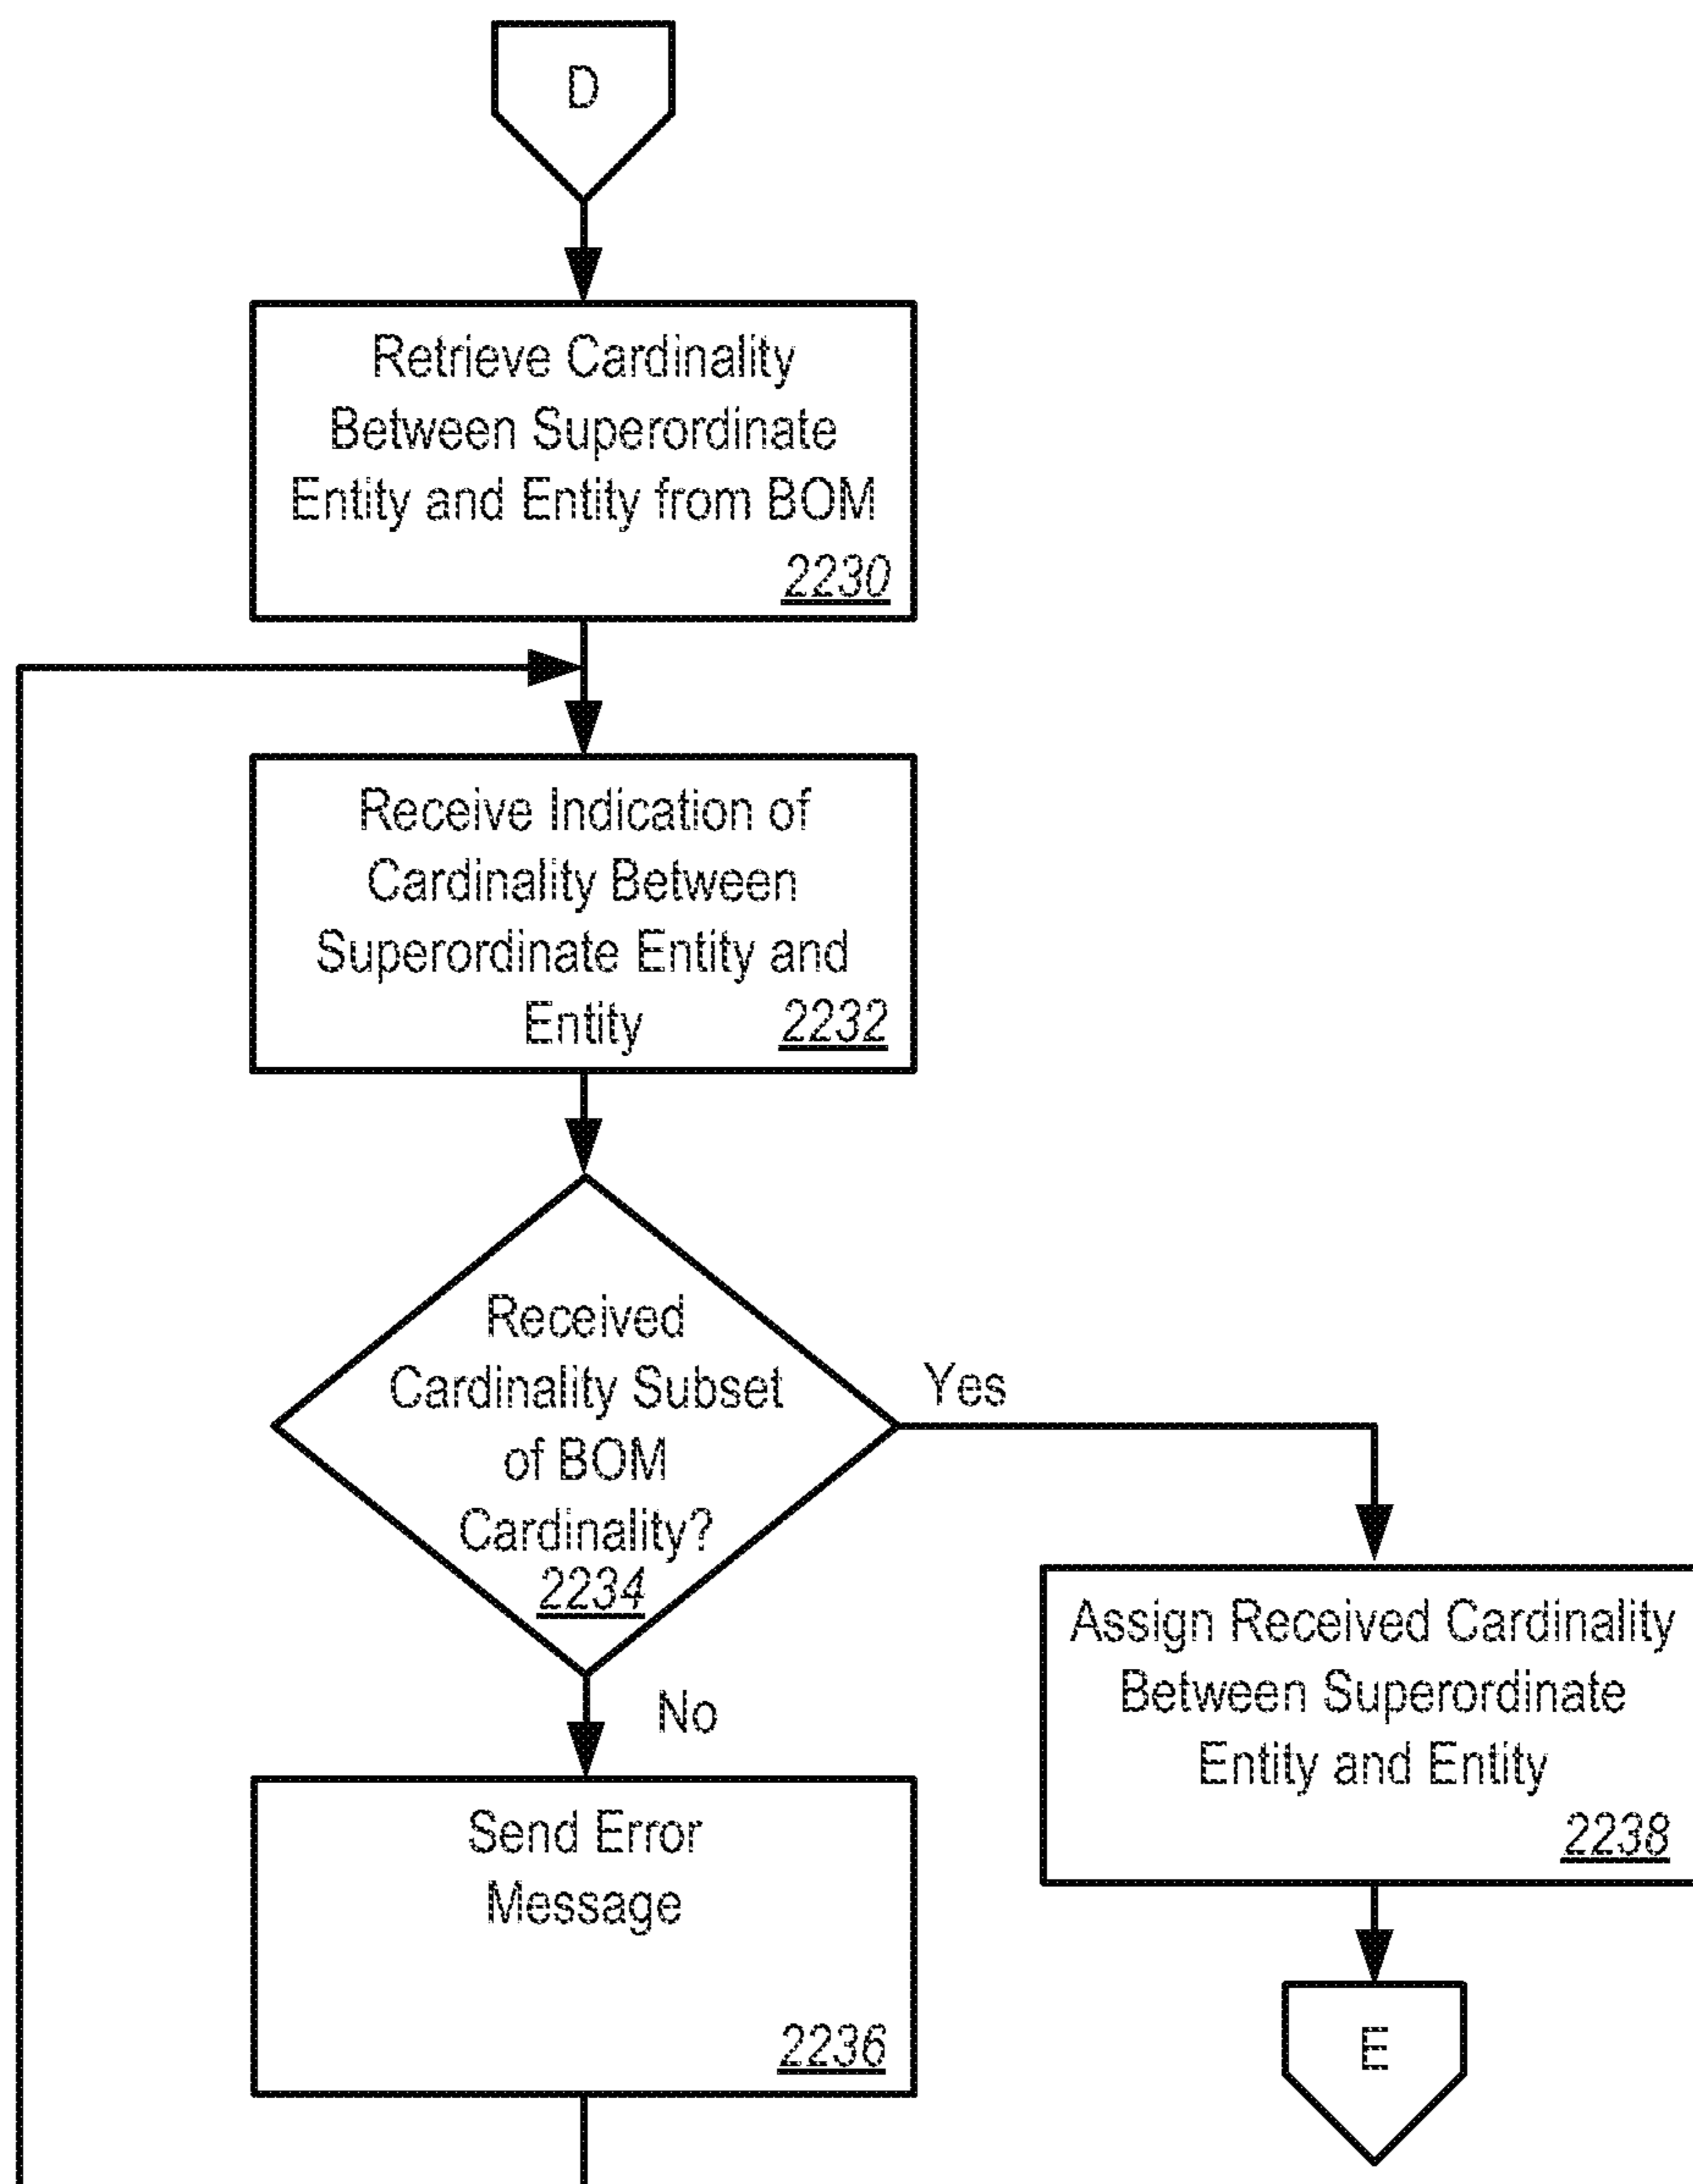 D
Retrieve Cardinality
Between Superordinate
Entity and Entity from BOM
2230
Receive Indication of
Cardinality Between
Superordinate Entity and
Entity 2232
Received
Cardinality Subset
of BOM
Cardinality?
2234
Yes
No
Send Error
Message
2236
Assign Received Cardinality
Between Superordinate
Entity and Entity
2238
E